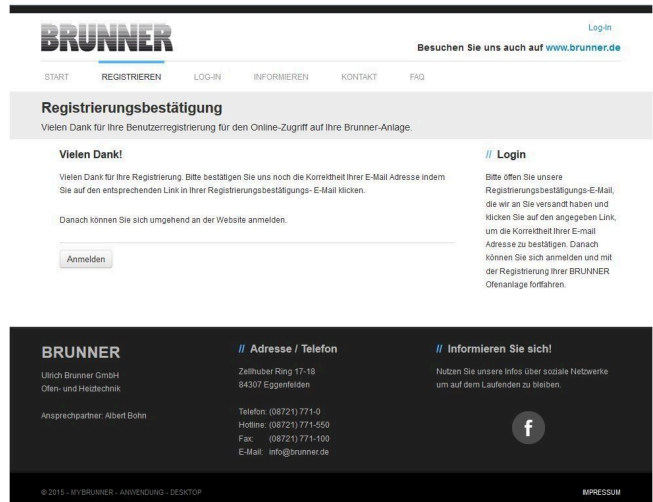 Log-in
BRUNNER
Besuchen Sie uns auch auf www.brunner.de
START REGISTRIEREN LOG-IN INFORMIEREN KONTAKT FAQ
Registrierungsbestätigung
Vielen Dank für Ihre Benutzerregistrierung für den Online-Zugriff auf Ihre Brunner-Anlage.
Vielen Dank!
Vielen Dank für Ihre Registrierung. Bitte bestätigen Sie uns noch die Korrektheit Ihrer E-Mail Adresse indem
Sie auf den entsprechenden Link in Ihrer Registrierungsbestätigungs- E-Mail klicken.
Danach können Sie sich umgehend an der Website anmelden.
Anmelden
// Login
Bitte öffen Sie unsere
Registrierungsbestätigungs-E-Mail,
die wir an Sie versandt haben und
klicken Sie auf den angegeben Link,
um die Korrektheit Ihrer E-mail
Adresse zu bestätigen. Danach
können Sie sich anmelden und mit
der Registrierung Ihrer BRUNNER
Ofenanlage fortfahren.
BRUNNER
Ulrich Brunner GmbH
Ofen- und Heiztechnik
Ansprechpartner: Albert Bohn
// Adresse / Telefon
Zellhuber Ring 17-18
84307 Eggenfelden
Telefon: (08721) 771-0
Hotline: (08721) 771-550
Fax: (08721) 771-100
E-Mail: info@brunner.de
// Informieren Sie sich!
Nutzen Sie unsere Infos über soziale Netzwerke
um auf dem Laufenden zu bleiben.
f
© 2015 - MYBRUNNER - ANWENDUNG - DESKTOP
IMPRESSUM